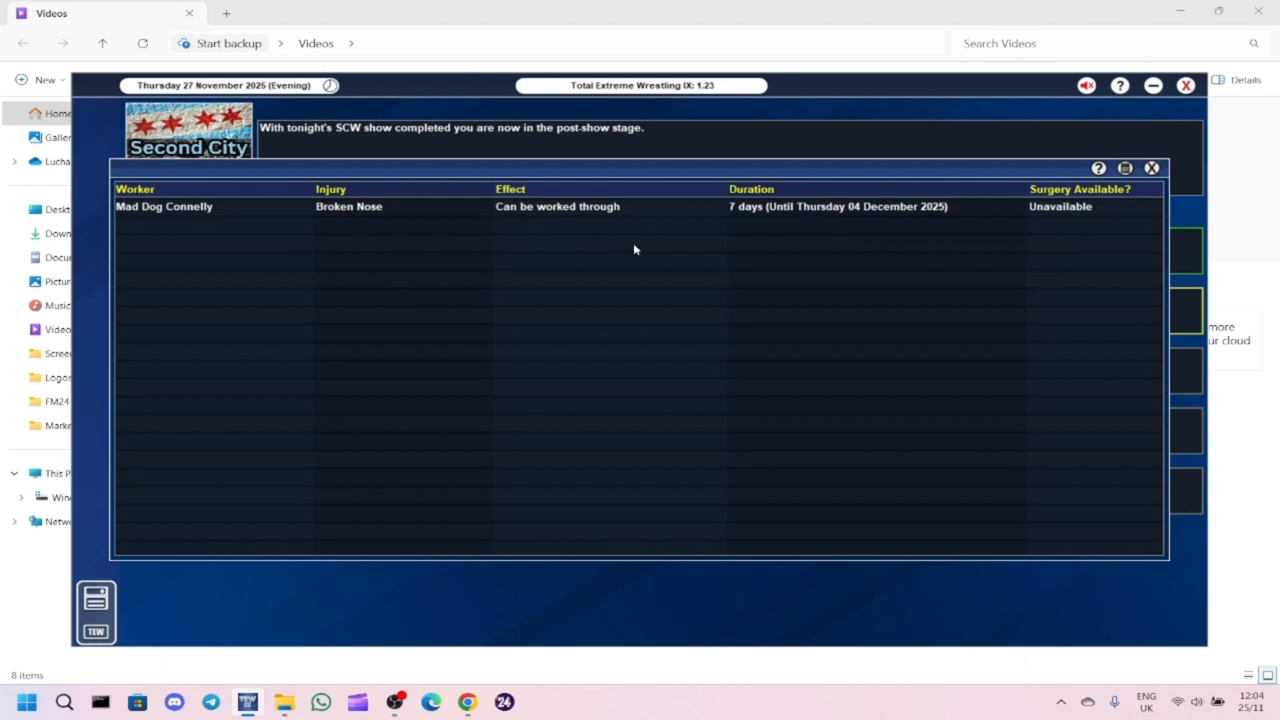 Videos
Start backup
Videos
Search Videos
New
Details
Thursday 27 November 2025 (Evening)
Total Extreme Wrestling IX: 1.23
Home
Galler
Lucha
Deskt
Down
Docu
Pictur
Music
Video
Screen
Logos
FM24
Marke
This P
Wind
Netwo
Second City
With tonight's SCW show completed you are now in the post-show stage.
Worker Injury Effect Duration Surgery Available?
Mad Dog Connelly Broken Nose Can be worked through 7 days (Until Thursday 04 December 2025) Unavailable
more
ur cloud
TEW
8 items
TEW
24
ENG
UK
12:04
25/11